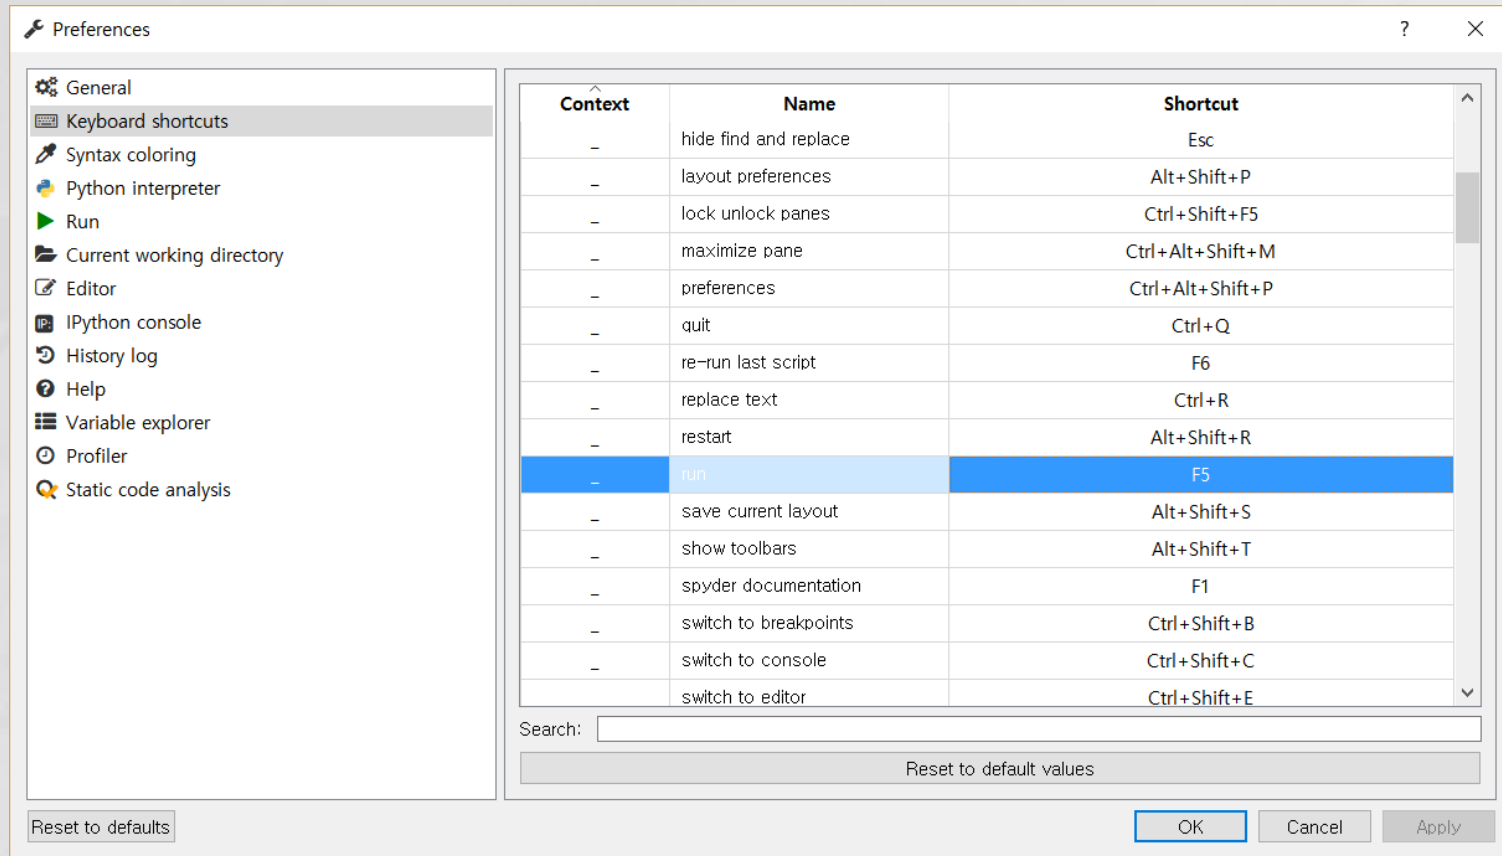 Preferences
?
General
Keyboard shortcuts
Syntax coloring
Python interpreter
Run
Current working directory
Editor
IPython console
History log
Help
Variable explorer
Profiler
Static code analysis
Context Name Shortcut
_ hide find and replace Esc
_ layout preferences Alt+Shift+P
_ lock unlock panes Ctrl+Shift+F5
_ maximize pane Ctrl+Alt+Shift+M
_ preferences Ctrl+Alt+Shift+P
_ quit Ctrl+Q
_ re-run last script F6
_ replace text Ctrl+R
_ restart Alt+Shift+R
_ run F5
_ save current layout Alt+Shift+S
_ show toolbars Alt+Shift+T
_ spyder documentation F1
_ switch to breakpoints Ctrl+Shift+B
_ switch to console Ctrl+Shift+C
switch to editor Ctrl+Shift+E
Search:
Reset to default values
Reset to defaults
OK Cancel Apply